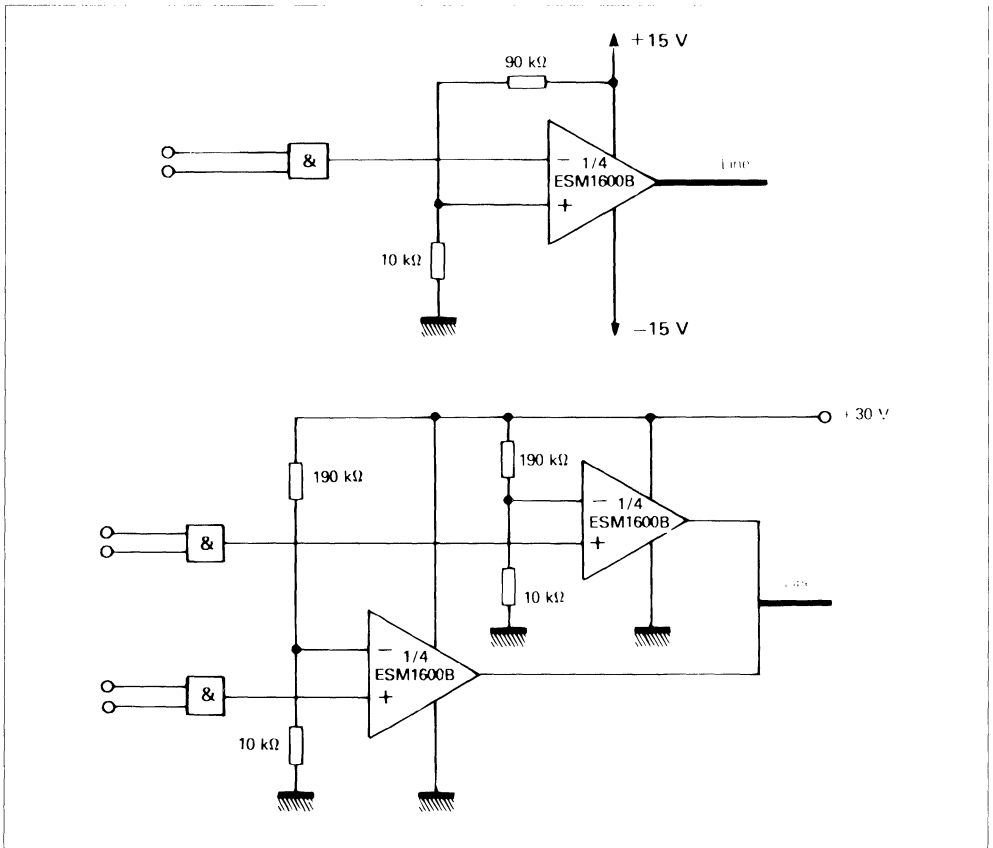 +15 V
90 kΩ
&
−
1/4
ESM1600B
+
Line
10 kΩ
−15 V
+30 V
190 kΩ
190 kΩ
−
1/4
ESM1600B
+
&
10 kΩ
−
1/4
ESM1600B
+
&
10 kΩ